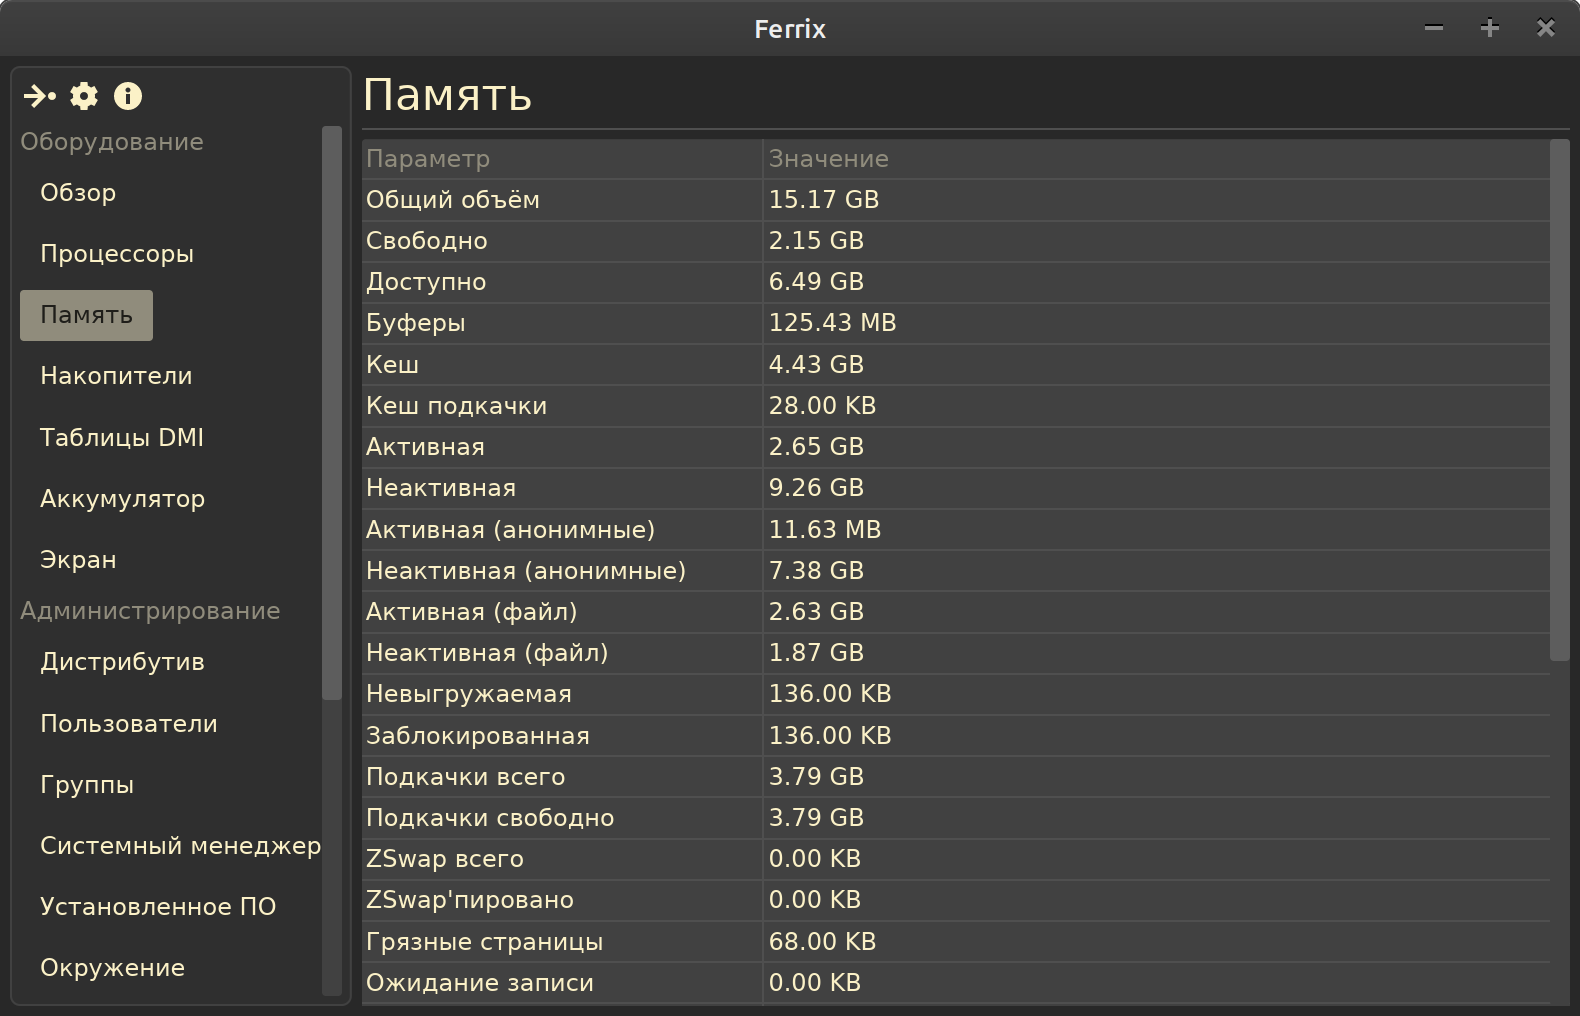 Ferrix
Оборудование
Обзор
Процессоры
Память
Накопители
Таблицы DMI
Аккумулятор
Экран
Администрирование
Дистрибутив
Пользователи
Группы
Системный менеджер
Установленное ПО
Окружение
Память
Параметр Значение
Общий объём 15.17 GB
Свободно 2.15 GB
Доступно 6.49 GB
Буферы 125.43 MB
Кеш 4.43 GB
Кеш подкачки 28.00 KB
Активная 2.65 GB
Неактивная 9.26 GB
Активная (анонимные) 11.63 MB
Неактивная (анонимные) 7.38 GB
Активная (файл) 2.63 GB
Неактивная (файл) 1.87 GB
Невыгружаемая 136.00 KB
Заблокированная 136.00 KB
Подкачки всего 3.79 GB
Подкачки свободно 3.79 GB
ZSwap всего 0.00 KB
ZSwap'пировано 0.00 KB
Грязные страницы 68.00 KB
Ожидание записи 0.00 KB